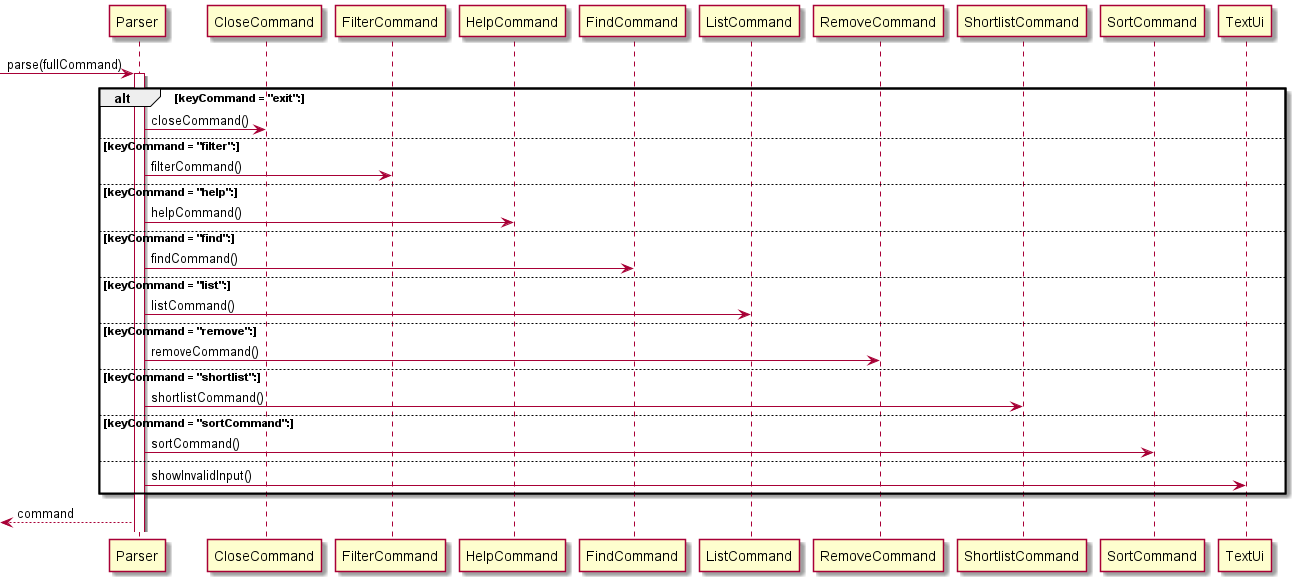 Parser CloseCommand FilterCommand HelpCommand FindCommand ListCommand RemoveCommand ShortlistCommand SortCommand TextUi
parse(fullCommand)
alt [keyCommand = "exit":]
closeCommand()
[keyCommand = "filter":]
filterCommand()
[keyCommand = "help":]
helpCommand()
[keyCommand = "find":]
findCommand()
[keyCommand = "list":]
listCommand()
[keyCommand = "remove":]
removeCommand()
[keyCommand = "shortlist":]
shortlistCommand()
[keyCommand = "sortCommand":]
sortCommand()
showInvalidInput()
command
Parser CloseCommand FilterCommand HelpCommand FindCommand ListCommand RemoveCommand ShortlistCommand SortCommand TextUi